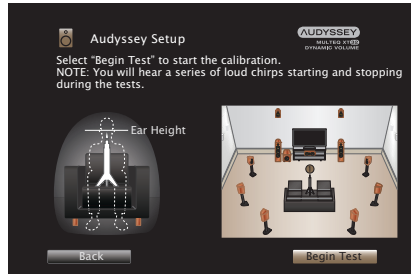 Audyssey Setup
AUDYSSEY
MULTEQ XT32
DYNAMIC VOLUME
Select “Begin Test” to start the calibration.
NOTE: You will hear a series of loud chirps starting and stopping
during the tests.
Ear Height
Back
Begin Test